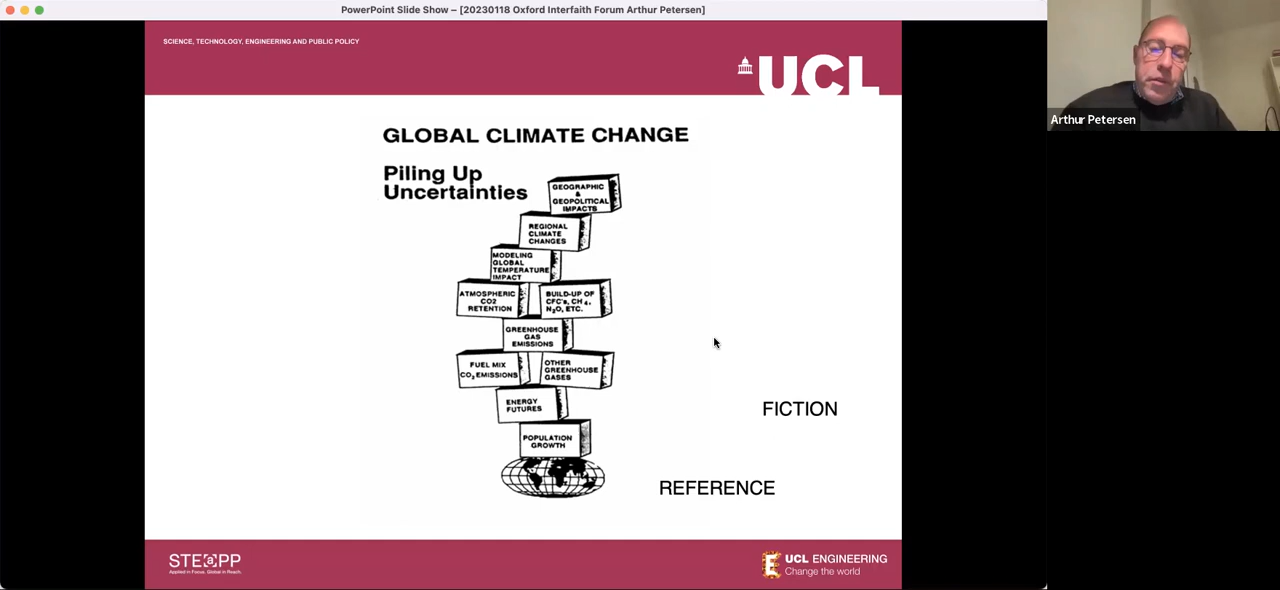 PowerPoint Slide Show – [20230118 Oxford Interfaith Forum Arthur Petersen]
SCIENCE, TECHNOLOGY, ENGINEERING AND PUBLIC POLICY
UCL
Arthur Petersen
GLOBAL CLIMATE CHANGE
Piling Up
Uncertainties
GEOGRAPHIC
&
GEOPOLITICAL
IMPACTS
REGIONAL
CLIMATE
CHANGES
MODELING
GLOBAL
TEMPERATURE
IMPACT
ATMOSPHERIC
CO2
RETENTION
BUILD-UP OF
CFC's, CH4,
N2O, ETC.
GREENHOUSE
GAS
EMISSIONS
FUEL MIX
CO2 EMISSIONS
OTHER
GREENHOUSE
GASES
ENERGY
FUTURES
POPULATION
GROWTH
FICTION
REFERENCE
STEaPP
Applied in Focus. Global in Reach.
UCL ENGINEERING
Change the world